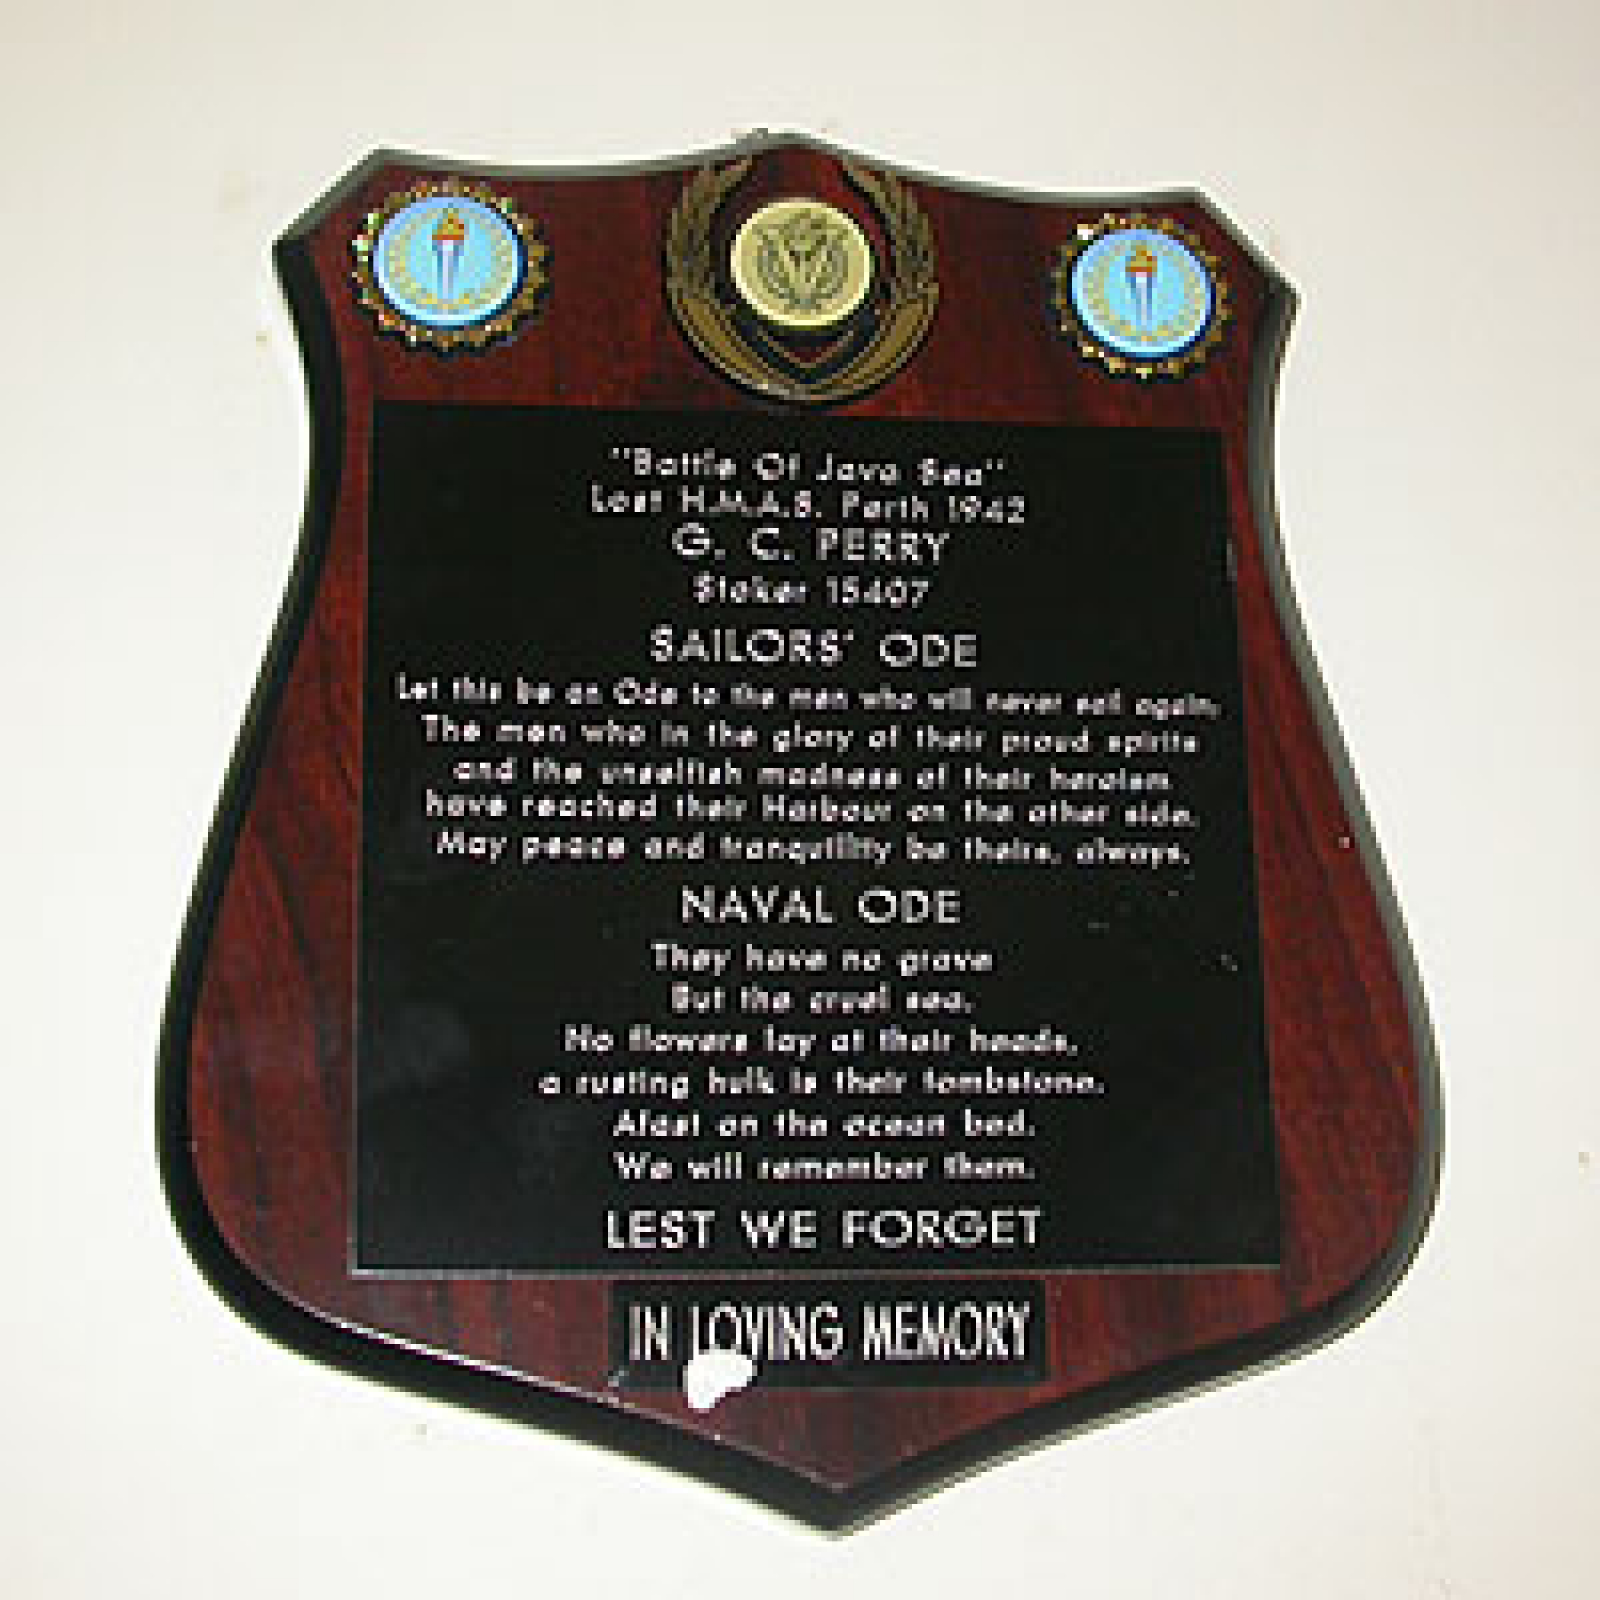 "Battle Of Java Sea"
Lost H.M.A.S. Perth 1942
G. C. PERRY
Stoker 15407
SAILORS' ODE
Let this be an Ode to the men who will never sail again.
The men who in the glory of their proud spirits
and the unselfish madness of their heroism
have reached their Harbour on the other side.
May peace and tranquility be theirs, always.
NAVAL ODE
They have no grave
But the cruel sea.
No flowers lay at their heads,
a rusting hulk is their tombstone.
Afast on the ocean bed.
We will remember them.
LEST WE FORGET
IN LOVING MEMORY